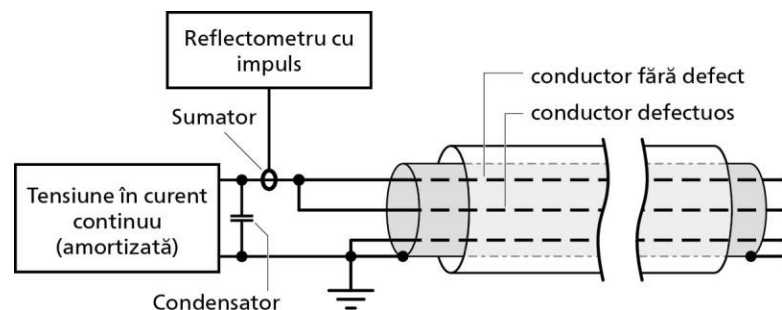 Reflectometru cu
impuls
conductor fără defect
conductor defectuos
Sumator
Tensiune în curent
continuu
(amortizată)
Condensator